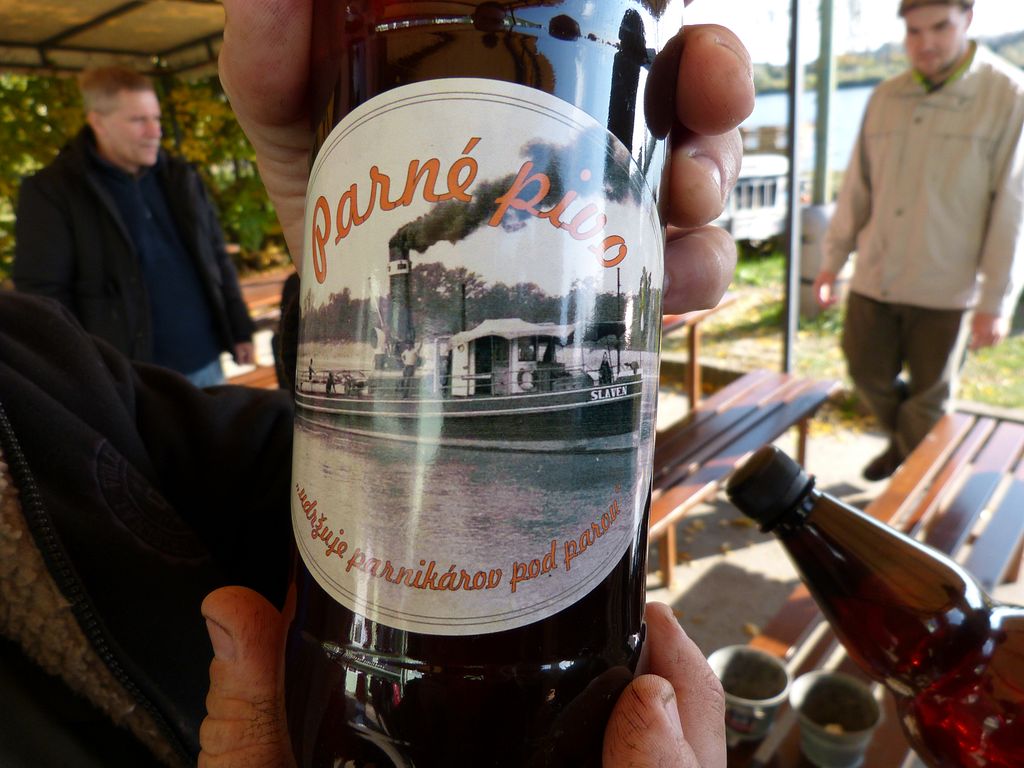 Parné pivo
SLAVEN
„udržuje parnikárov pod parou"